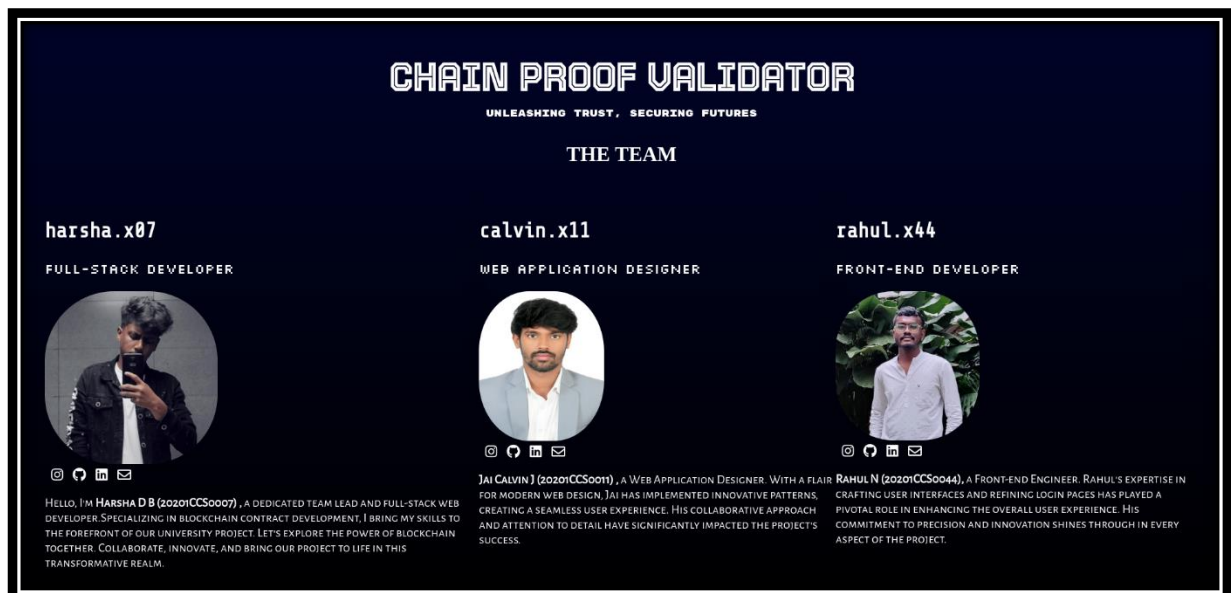 CHAIN PROOF VALIDATOR
UNLEASHING TRUST, SECURING FUTURES
THE TEAM
harsha.x07
FULL-STACK DEVELOPER
HELLO, I'M HARSHA D B (20201CCS0007) , A DEDICATED TEAM LEAD AND FULL-STACK WEB
DEVELOPER.SPECIALIZING IN BLOCKCHAIN CONTRACT DEVELOPMENT, I BRING MY SKILLS TO
THE FOREFRONT OF OUR UNIVERSITY PROJECT. LET'S EXPLORE THE POWER OF BLOCKCHAIN
TOGETHER. COLLABORATE, INNOVATE, AND BRING OUR PROJECT TO LIFE IN THIS
TRANSFORMATIVE REALM.
calvin.x11
WEB APPLICATION DESIGNER
JAI CALVIN J (20201CCS0011) , A WEB APPLICATION DESIGNER. WITH A FLAIR
FOR MODERN WEB DESIGN, JAI HAS IMPLEMENTED INNOVATIVE PATTERNS,
CREATING A SEAMLESS USER EXPERIENCE. HIS COLLABORATIVE APPROACH
AND ATTENTION TO DETAIL HAVE SIGNIFICANTLY IMPACTED THE PROJECT'S
SUCCESS.
rahul.x44
FRONT-END DEVELOPER
RAHUL N (20201CCS0044), A FRONT-END ENGINEER. RAHUL'S EXPERTISE IN
CRAFTING USER INTERFACES AND REFINING LOGIN PAGES HAS PLAYED A
PIVOTAL ROLE IN ENHANCING THE OVERALL USER EXPERIENCE. HIS
COMMITMENT TO PRECISION AND INNOVATION SHINES THROUGH IN EVERY
ASPECT OF THE PROJECT.